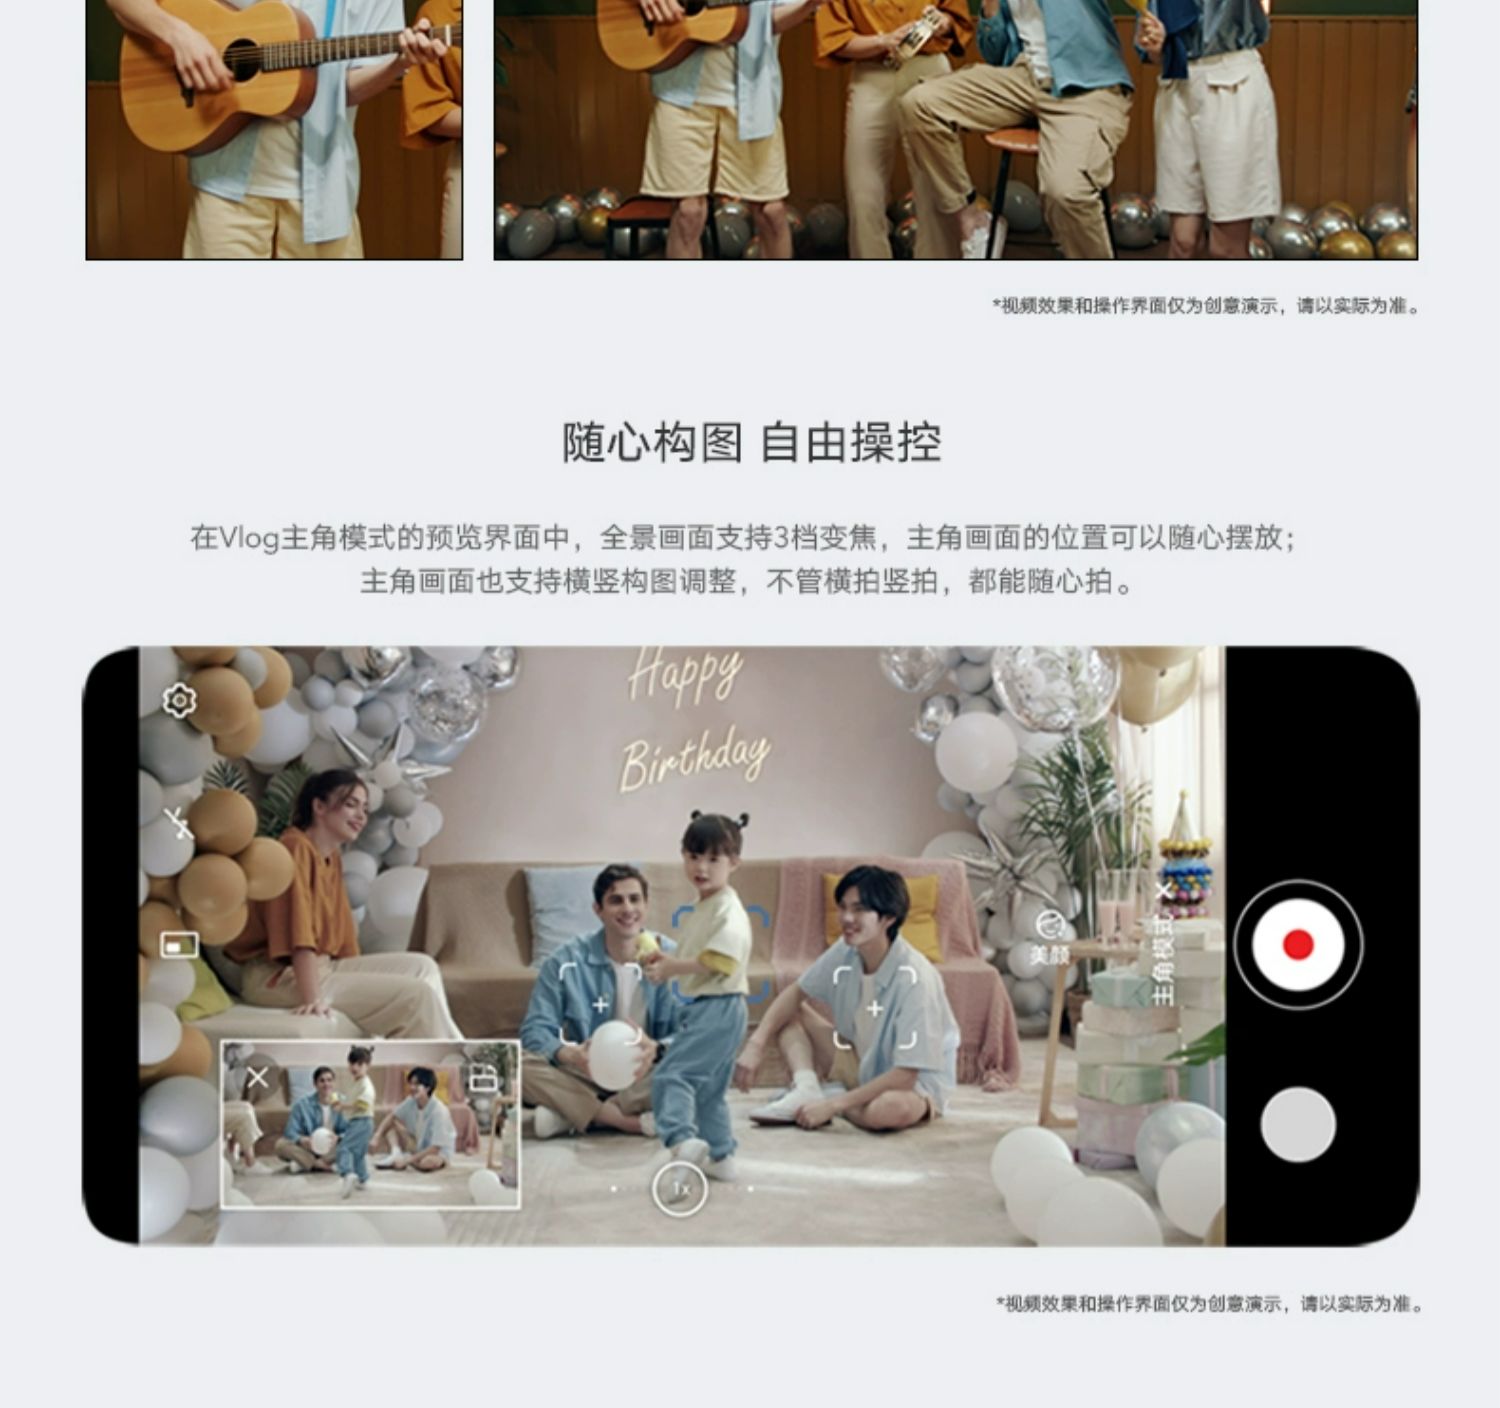 *视频效果和操作界面仅为创意演示，请以实际为准。
随心构图 自由操控
在Vlog主角模式的预览界面中，全景画面支持3档变焦，主角画面的位置可以随心摆放；
主角画面也支持横竖构图调整，不管横拍竖拍，都能随心拍。
Happy
Birthday
美颜
主角模式
1x
*视频效果和操作界面仅为创意演示，请以实际为准。